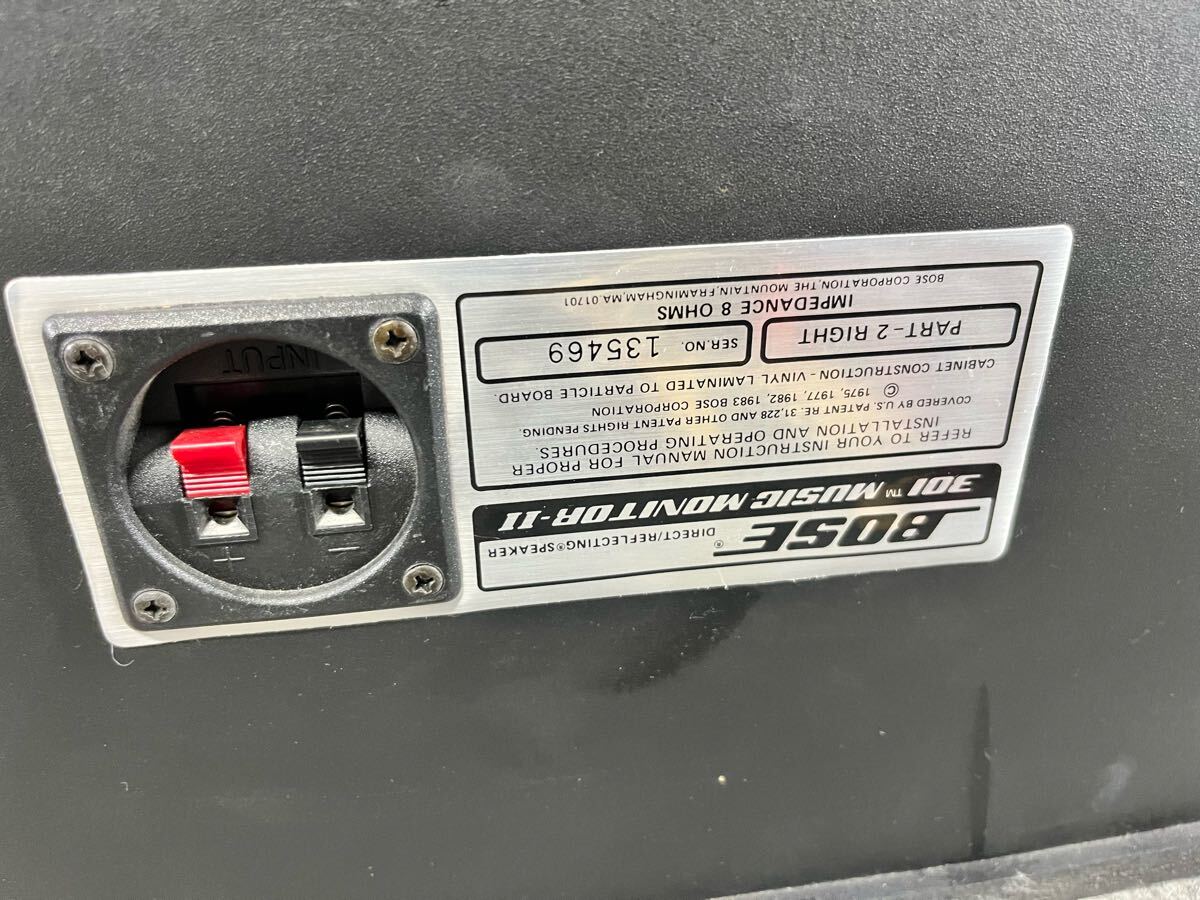 BOSE® DIRECT/REFLECTING® SPEAKER
301™ MUSIC MONITOR-II
REFER TO YOUR INSTRUCTION MANUAL FOR PROPER
INSTALLATION AND OPERATING PROCEDURES.
COVERED BY U.S. PATENT RE. 31,228 AND OTHER PATENT RIGHTS PENDING.
© 1975, 1977, 1982, 1983 BOSE CORPORATION
CABINET CONSTRUCTION - VINYL LAMINATED TO PARTICLE BOARD.
PART-2 RIGHT
SER.NO. 135469
IMPEDANCE 8 OHMS
BOSE CORPORATION, THE MOUNTAIN, FRAMINGHAM, MA. 01701
INPUT
+ −